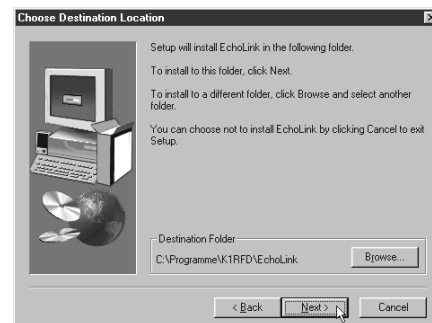 Choose Destination Location
Setup will install EchoLink in the following folder.
To install to this folder, click Next.
To install to a different folder, click Browse and select another
folder.
You can choose not to install EchoLink by clicking Cancel to exit
Setup.
Destination Folder
C:\Programme\K1RFD\EchoLink
Browse...
< Back
Next >
Cancel